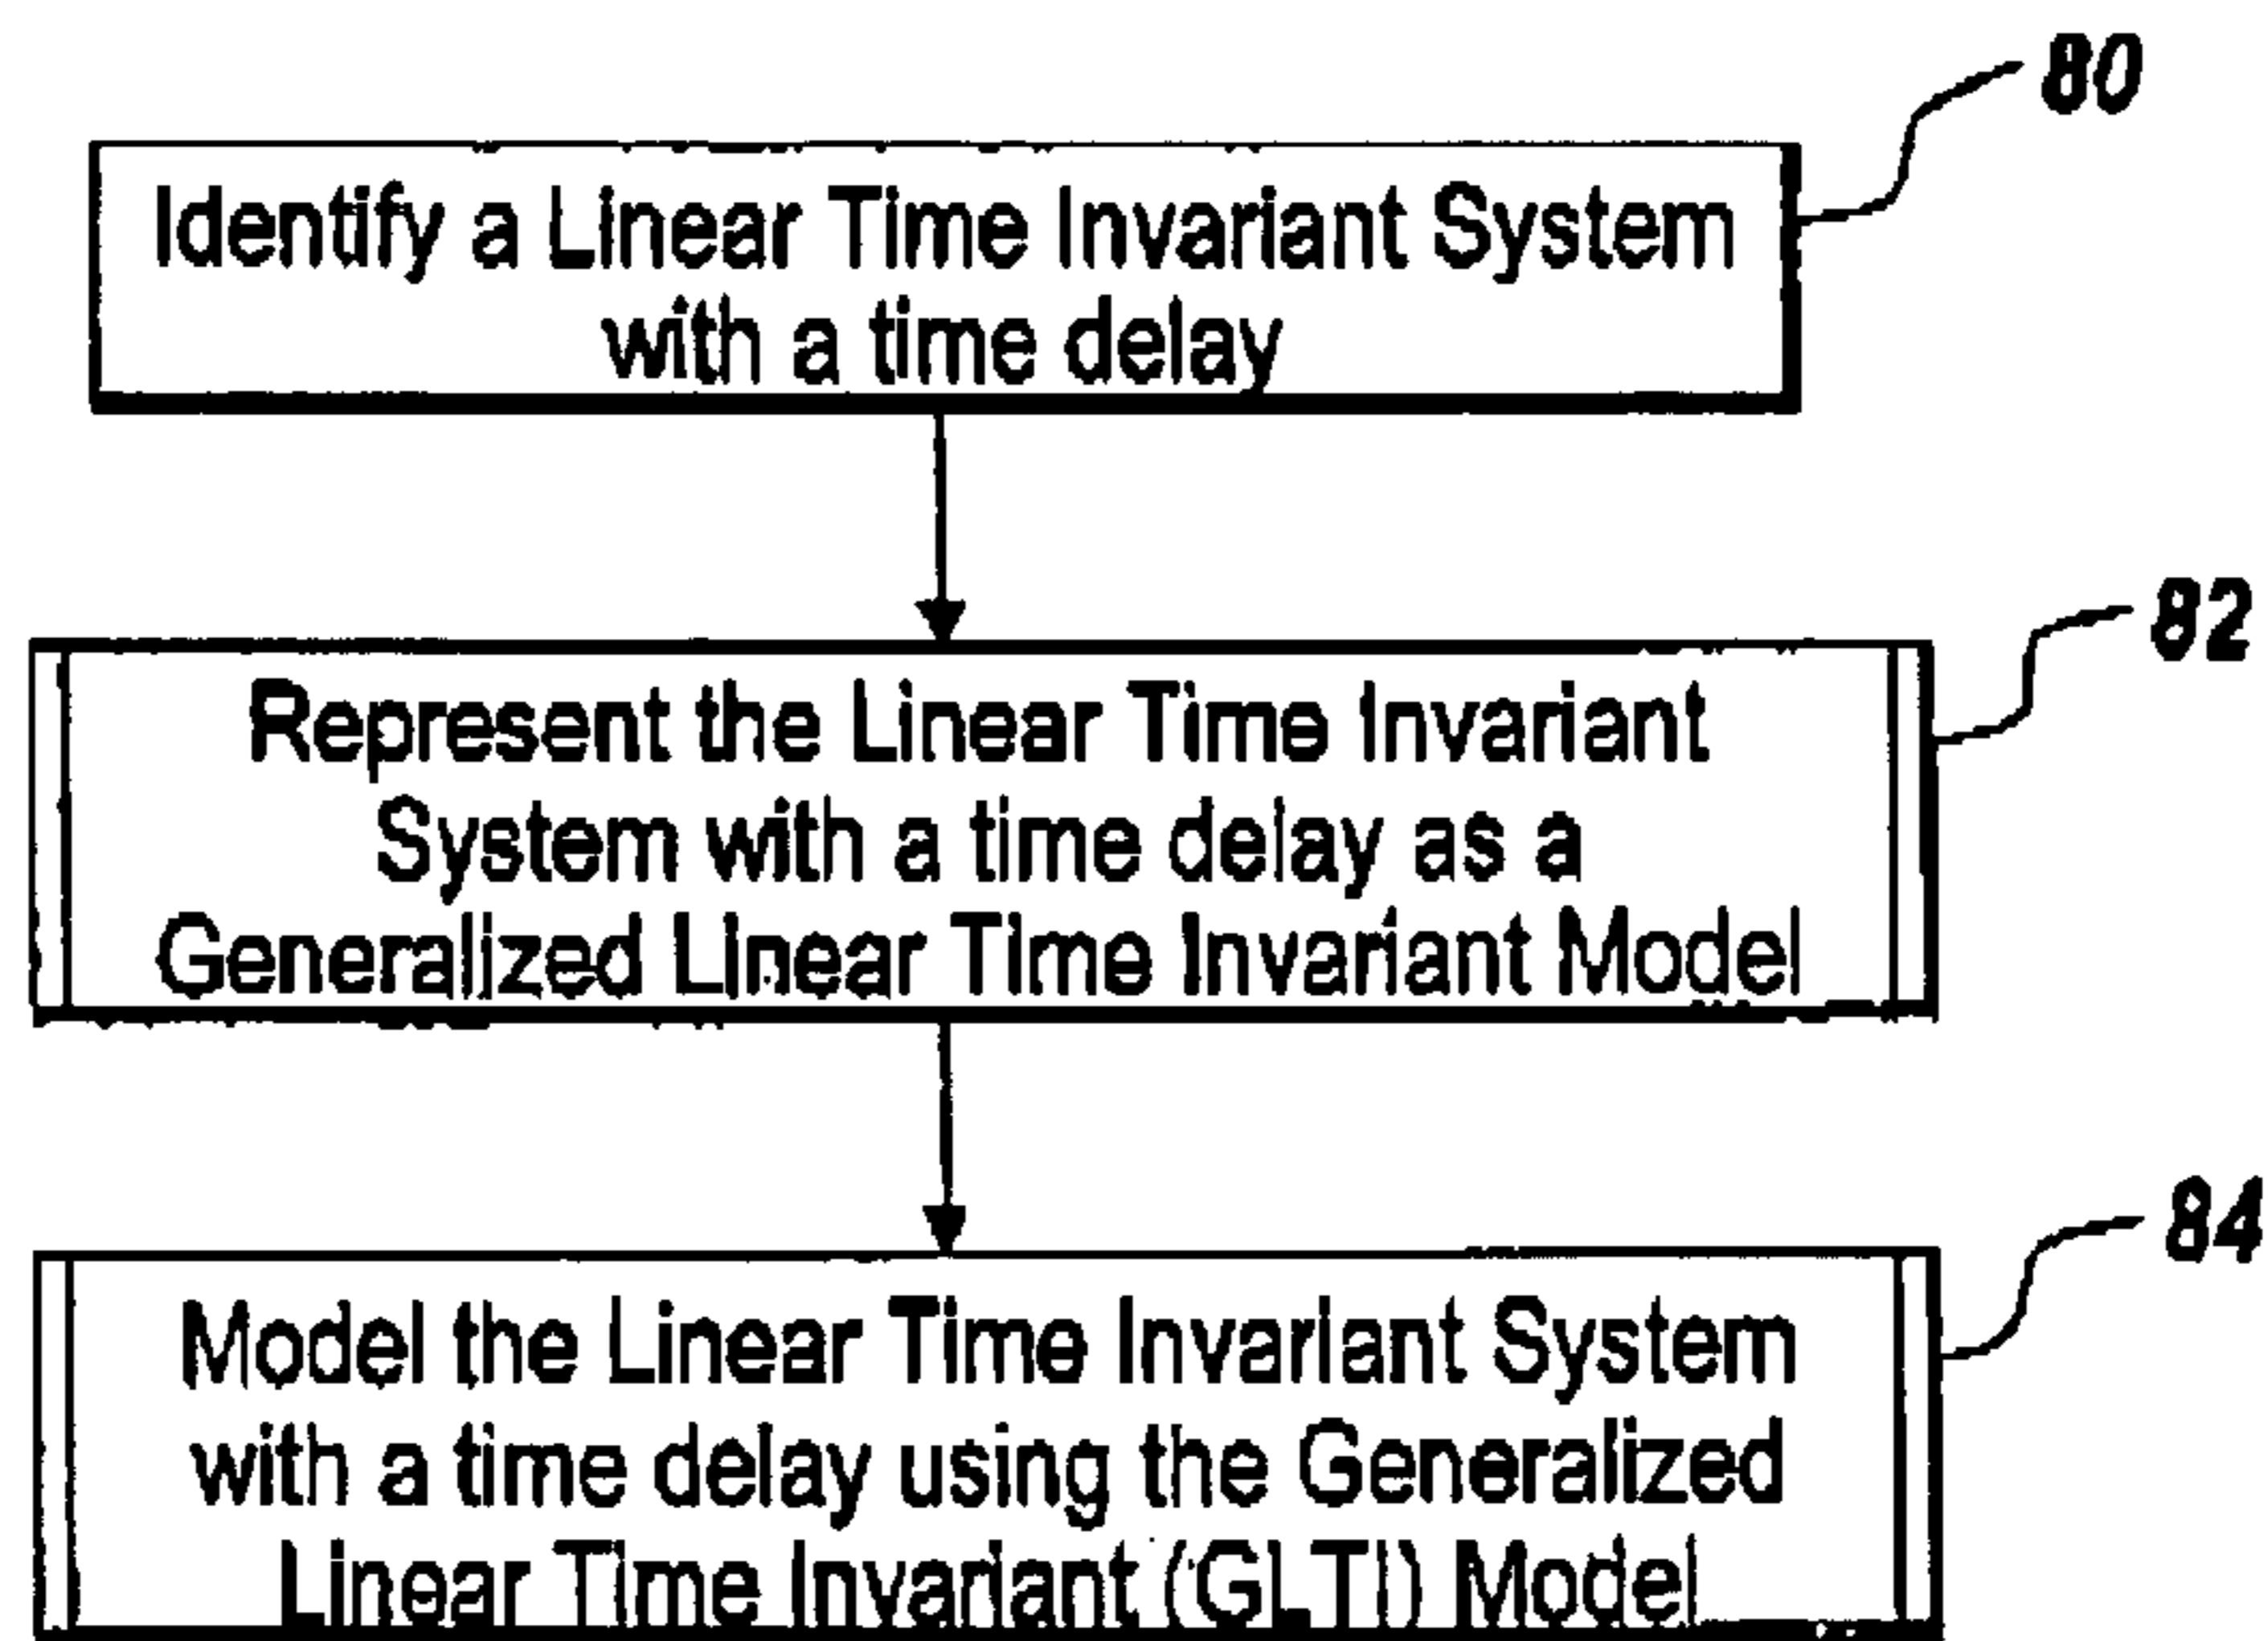 80
Identify a Linear Time Invariant System
with a time delay
82
Represent the Linear Time Invariant
System with a time delay as a
Generalized Linear Time Invariant Model
84
Model the Linear Time Invariant System
with a time delay using the Generalized
Linear Time Invariant (GLTI) Model